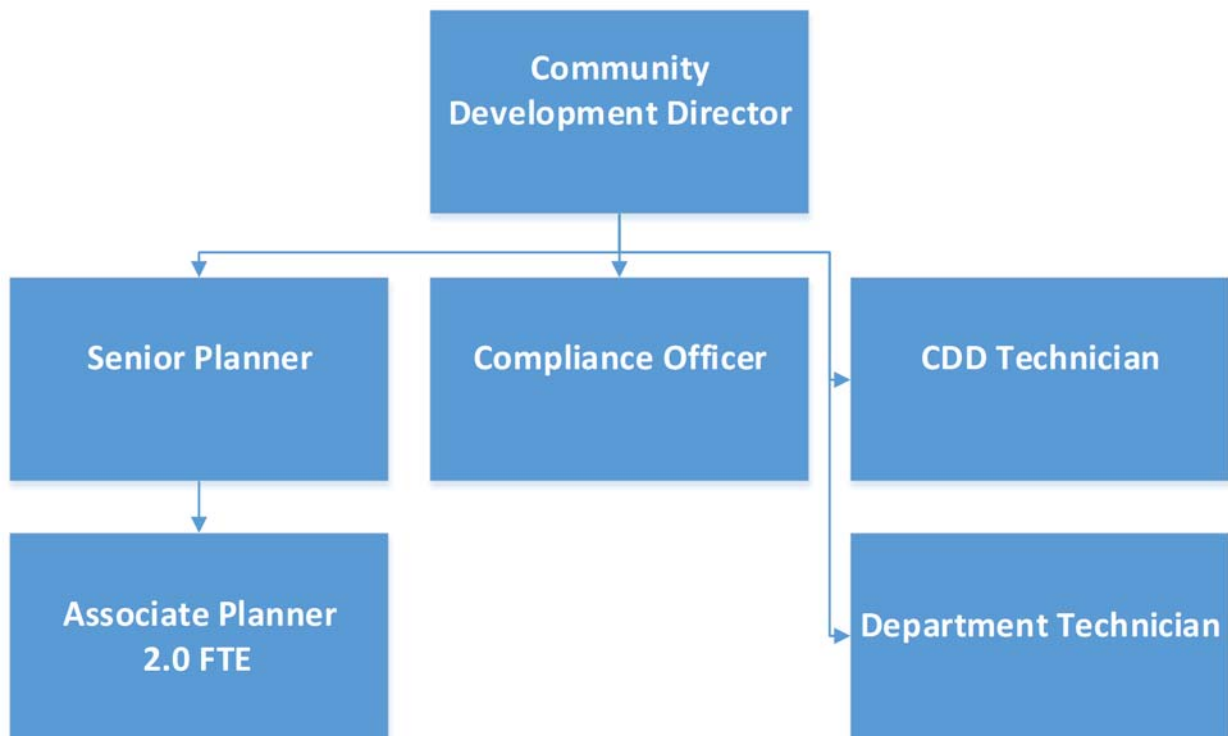 Community
Development Director
Senior Planner
Compliance Officer
CDD Technician
Associate Planner
2.0 FTE
Department Technician